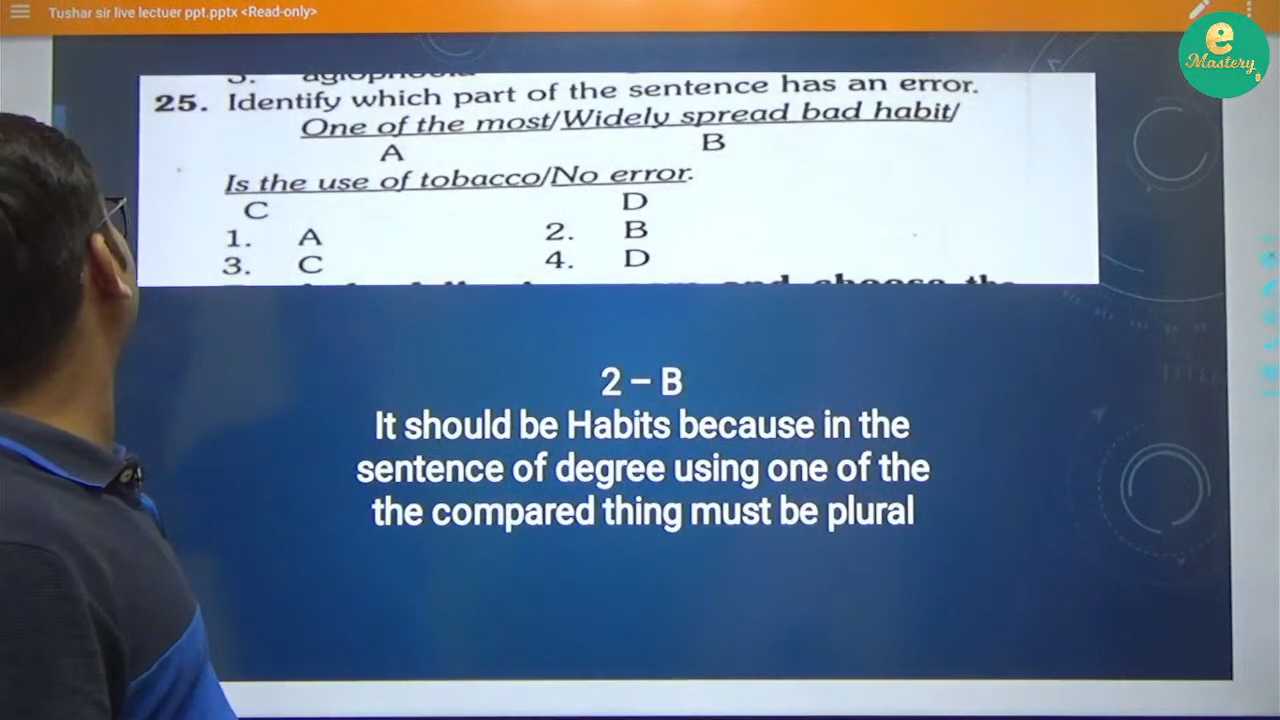 Tushar sir live lectuer ppt.pptx <Read-only>
e
Mastery
25. Identify which part of the sentence has an error.
One of the most/Widely spread bad habit/
A B
Is the use of tobacco/No error.
C D
1. A 2. B
3. C 4. D
2 – B
It should be Habits because in the
sentence of degree using one of the
the compared thing must be plural